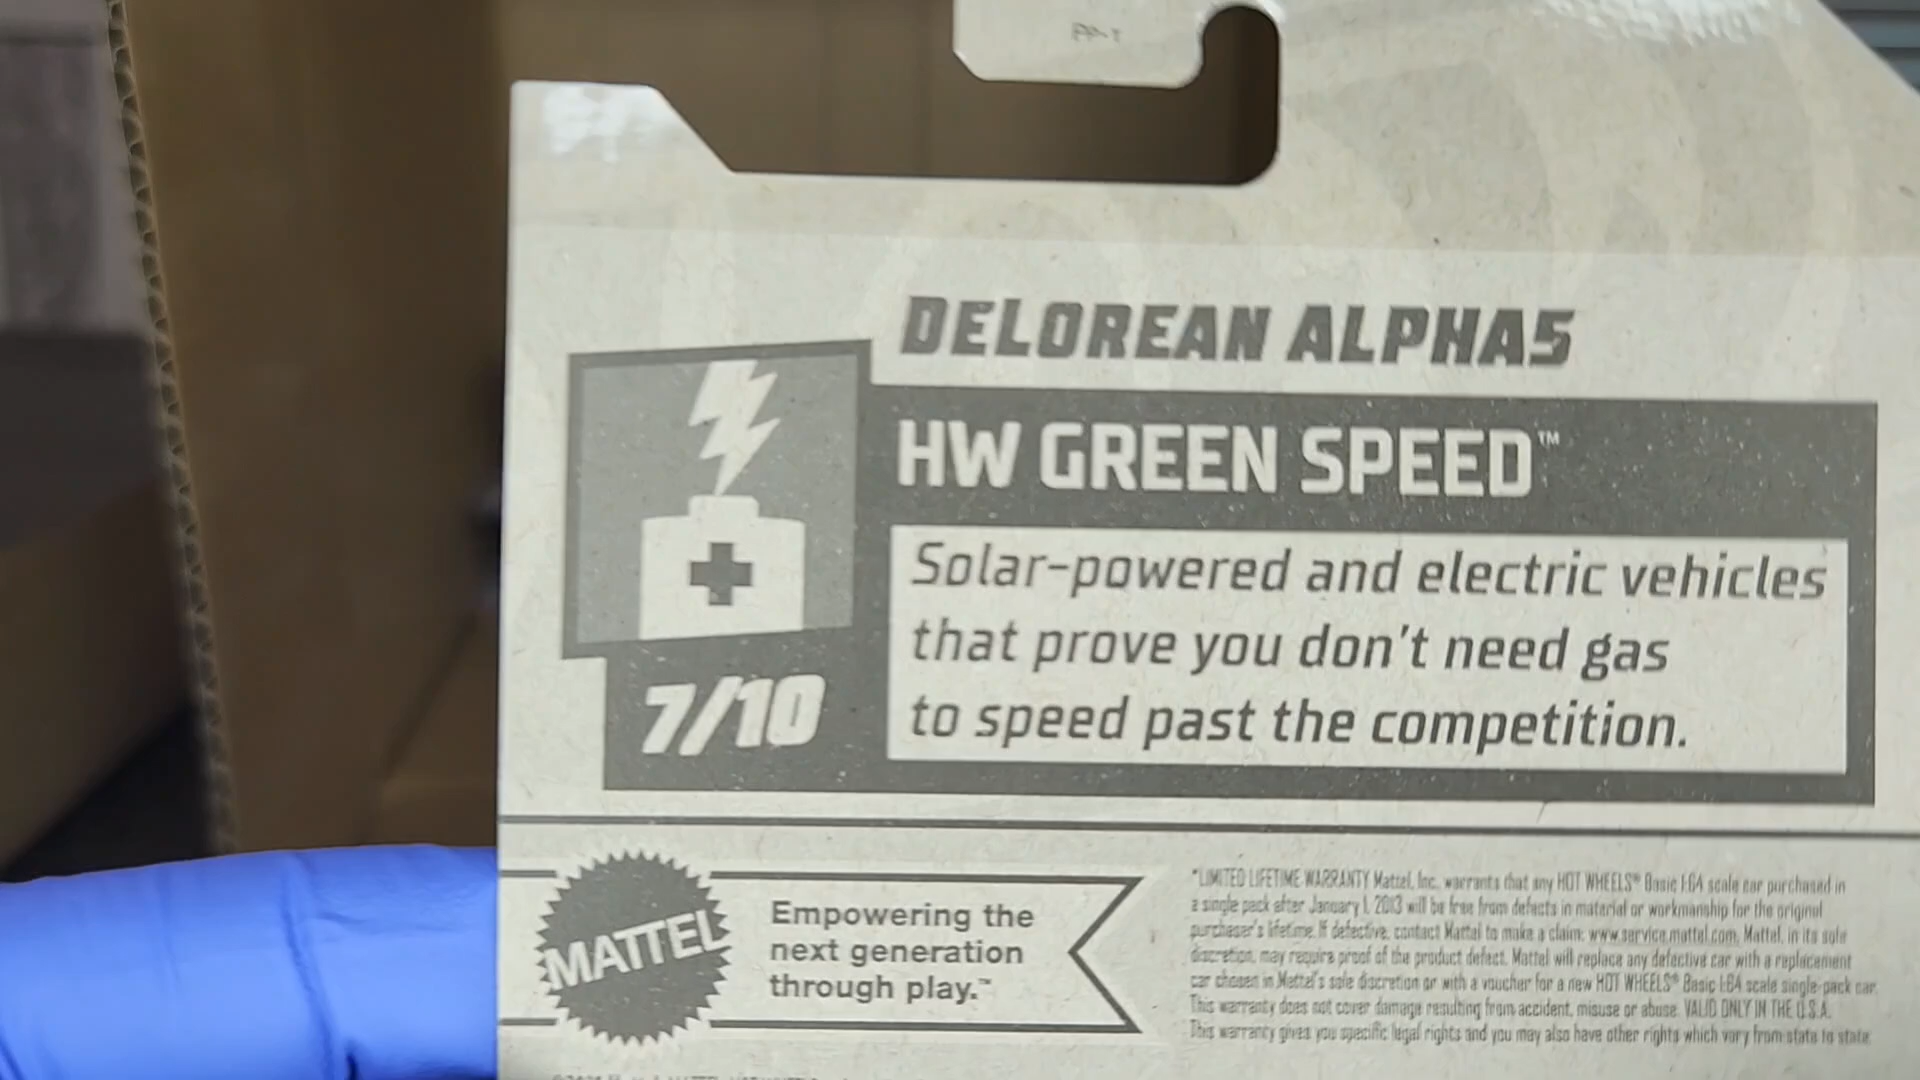 PP-T
DELOREAN ALPHA5
HW GREEN SPEED™
Solar-powered and electric vehicles
that prove you don't need gas
to speed past the competition.
7/10
MATTEL
Empowering the
next generation
through play.™
*LIMITED LIFETIME WARRANTY Mattel, Inc. warrants that any HOT WHEELS® Basic 1:64 scale car purchased in
a single pack after January 1, 2013 will be free from defects in material or workmanship for the original
purchaser's lifetime. If defective, contact Mattel to make a claim: www.service.mattel.com. Mattel, in its sole
discretion, may require proof of the product defect. Mattel will replace any defective car with a replacement
car chosen in Mattel's sole discretion or with a voucher for a new HOT WHEELS® Basic 1:64 scale single-pack car.
This warranty does not cover damage resulting from accident, misuse or abuse. VALID ONLY IN THE U.S.A.
This warranty gives you specific legal rights and you may also have other rights which vary from state to state.